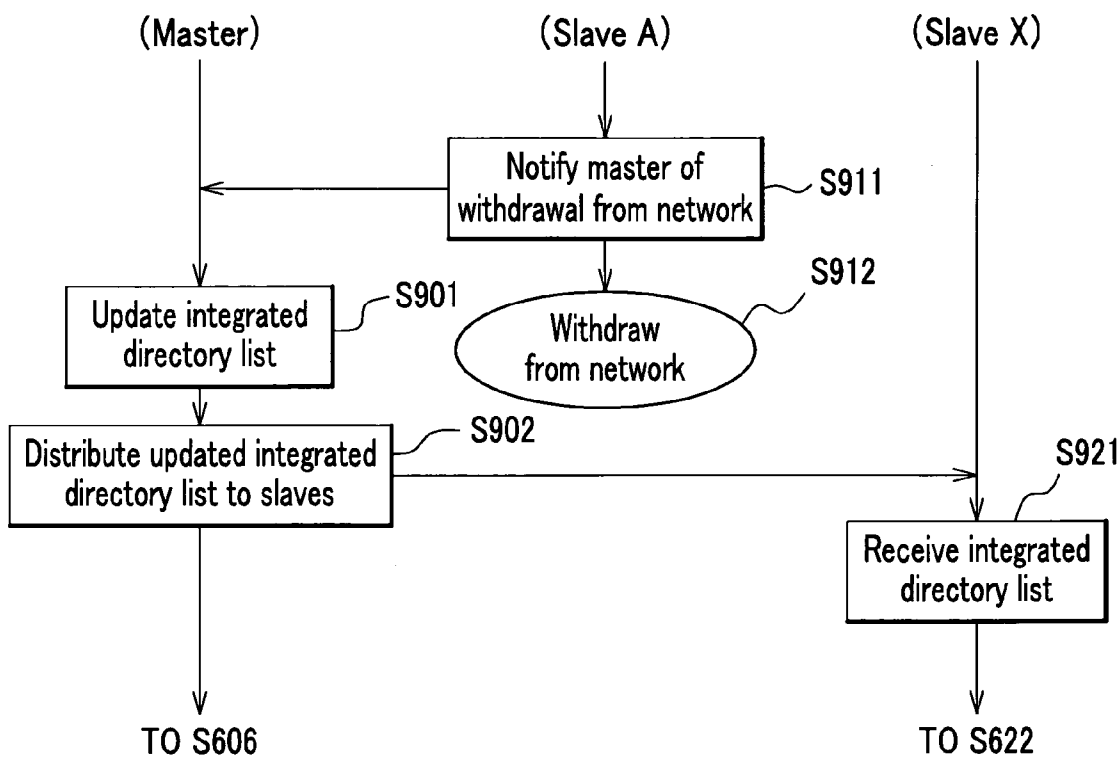 (Master)
(Slave A)
(Slave X)
Notify master of
withdrawal from network
S911
S912
Withdraw
from network
S901
Update integrated
directory list
S902
Distribute updated integrated
directory list to slaves
S921
Receive integrated
directory list
TO S606
TO S622